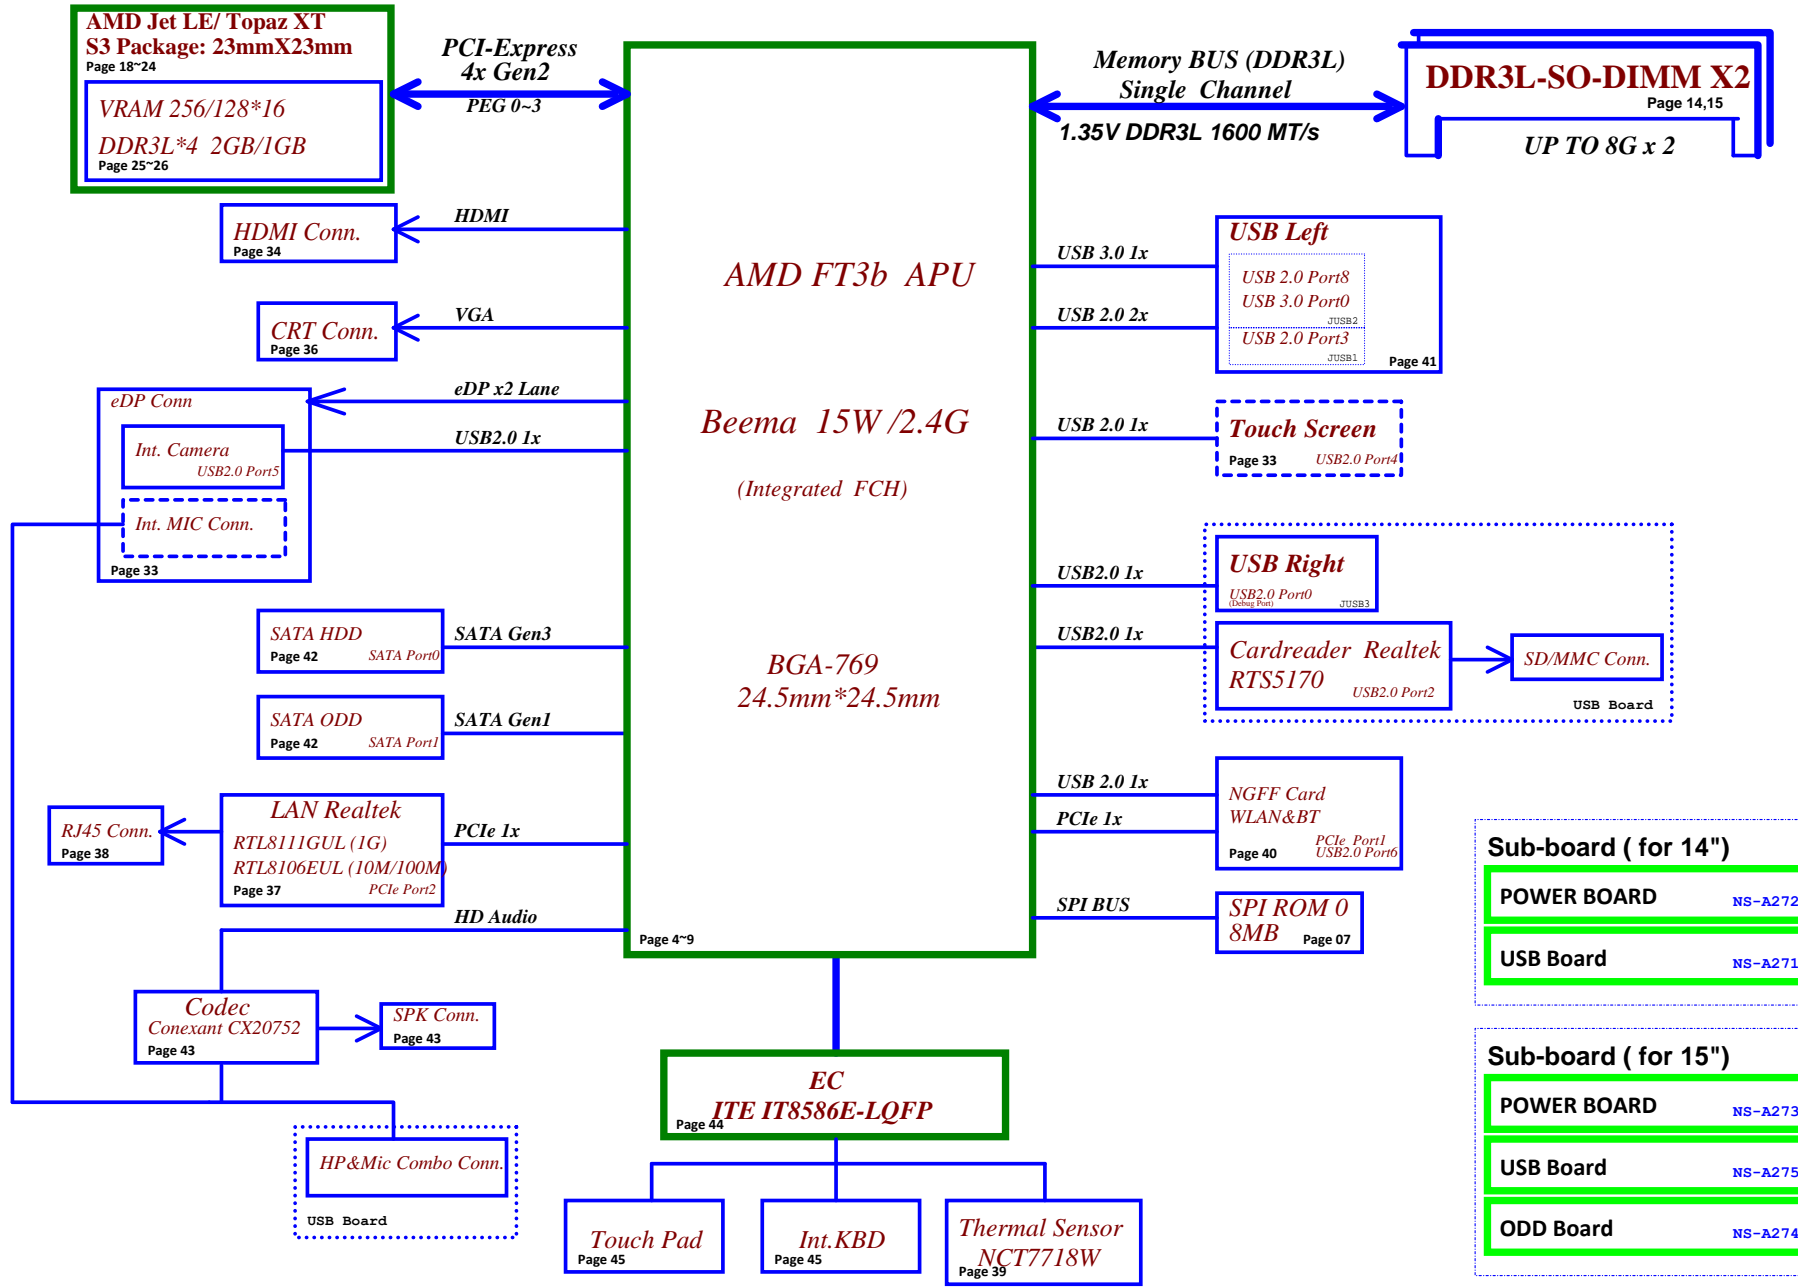 AMD Jet LE/ Topaz XT
S3 Package: 23mmX23mm
Page 18~24
VRAM 256/128*16
DDR3L*4 2GB/1GB
Page 25~26
PCI-Express
4x Gen2
PEG 0~3
Memory BUS (DDR3L)
Single Channel
1.35V DDR3L 1600 MT/s
DDR3L-SO-DIMM X2
Page 14,15
UP TO 8G x 2
HDMI Conn.
Page 34
HDMI
CRT Conn.
Page 36
VGA
eDP Conn
eDP x2 Lane
Int. Camera
USB2.0 Port5
USB2.0 1x
Int. MIC Conn.
Page 33
SATA HDD
Page 42
SATA Port0
SATA Gen3
SATA ODD
Page 42
SATA Port1
SATA Gen1
RJ45 Conn.
Page 38
LAN Realtek
RTL8111GUL (1G)
RTL8106EUL (10M/100M)
Page 37
PCIe Port2
PCIe 1x
HD Audio
Codec
Conexant CX20752
Page 43
SPK Conn.
Page 43
HP&Mic Combo Conn.
USB Board
AMD FT3b APU
Beema 15W /2.4G
(Integrated FCH)
BGA-769
24.5mm*24.5mm
Page 4~9
EC
ITE IT8586E-LQFP
Page 44
Touch Pad
Page 45
Int.KBD
Page 45
Thermal Sensor
NCT7718W
Page 39
USB 3.0 1x
USB 2.0 2x
USB Left
USB 2.0 Port8
USB 3.0 Port0
JUSB2
USB 2.0 Port3
JUSB1
Page 41
USB 2.0 1x
Touch Screen
Page 33
USB2.0 Port4
USB2.0 1x
USB Right
USB2.0 Port0
(Debug Port)
JUSB3
USB2.0 1x
Cardreader Realtek
RTS5170
USB2.0 Port2
SD/MMC Conn.
USB Board
USB 2.0 1x
PCIe 1x
NGFF Card
WLAN&BT
Page 40
PCIe Port1
USB2.0 Port6
SPI BUS
SPI ROM 0
8MB
Page 07
Sub-board ( for 14")
POWER BOARD
NS-A272
USB Board
NS-A271
Sub-board ( for 15")
POWER BOARD
NS-A273
USB Board
NS-A275
ODD Board
NS-A274